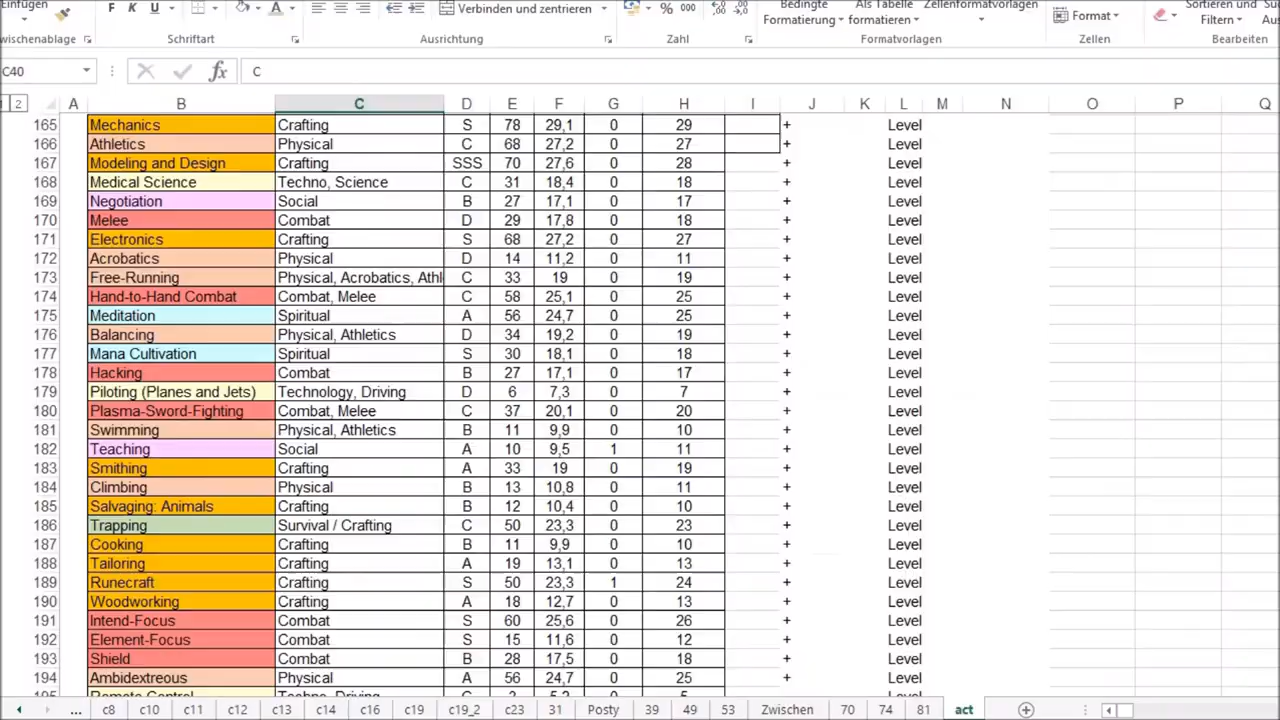 Einfügen F K U Verbinden und zentrieren % 000 Bedingte Formatierung Als Tabelle formatieren Zellenformatvorlagen Format Sortieren und Filtern
wischenablage Schriftart Ausrichtung Zahl Formatvorlagen Zellen Bearbeiten
C40 fx C
1 2 A B C D E F G H I J K L M N O P Q
165 Mechanics Crafting S 78 29,1 0 29 + Level
166 Athletics Physical C 68 27,2 0 27 + Level
167 Modeling and Design Crafting SSS 70 27,6 0 28 + Level
168 Medical Science Techno, Science C 31 18,4 0 18 + Level
169 Negotiation Social B 27 17,1 0 17 + Level
170 Melee Combat D 29 17,8 0 18 + Level
171 Electronics Crafting S 68 27,2 0 27 + Level
172 Acrobatics Physical D 14 11,2 0 11 + Level
173 Free-Running Physical, Acrobatics, Athl C 33 19 0 19 + Level
174 Hand-to-Hand Combat Combat, Melee C 58 25,1 0 25 + Level
175 Meditation Spiritual A 56 24,7 0 25 + Level
176 Balancing Physical, Athletics D 34 19,2 0 19 + Level
177 Mana Cultivation Spiritual S 30 18,1 0 18 + Level
178 Hacking Combat B 27 17,1 0 17 + Level
179 Piloting (Planes and Jets) Technology, Driving D 6 7,3 0 7 + Level
180 Plasma-Sword-Fighting Combat, Melee C 37 20,1 0 20 + Level
181 Swimming Physical, Athletics B 11 9,9 0 10 + Level
182 Teaching Social A 10 9,5 1 11 + Level
183 Smithing Crafting A 33 19 0 19 + Level
184 Climbing Physical B 13 10,8 0 11 + Level
185 Salvaging: Animals Crafting B 12 10,4 0 10 + Level
186 Trapping Survival / Crafting C 50 23,3 0 23 + Level
187 Cooking Crafting B 11 9,9 0 10 + Level
188 Tailoring Crafting A 19 13,1 0 13 + Level
189 Runecraft Crafting S 50 23,3 1 24 + Level
190 Woodworking Crafting A 18 12,7 0 13 + Level
191 Intend-Focus Combat S 60 25,6 0 26 + Level
192 Element-Focus Combat S 15 11,6 0 12 + Level
193 Shield Combat B 28 17,5 0 18 + Level
194 Ambidextreous Physical A 56 24,7 0 25 + Level
195 Remote Control Techno, Driving C 3 5,2 0 5 + Level
... c8 c10 c11 c12 c13 c14 c16 c19 c19_2 c23 31 Posty 39 49 53 Zwischen 70 74 81 act